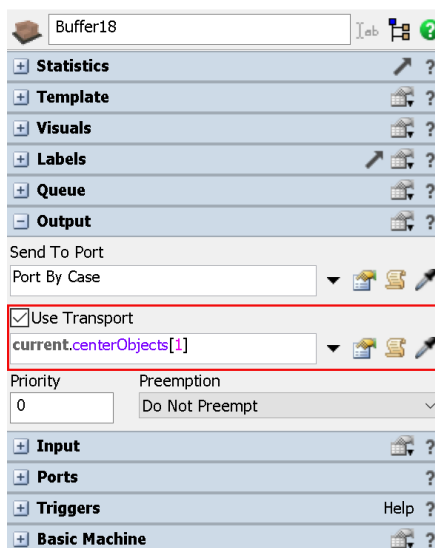 Buffer18
ab
Statistics ?
Template ?
Visuals ?
Labels ?
Queue ?
Output ?
Send To Port
Port By Case
Use Transport
current.centerObjects[1]
Priority Preemption
0 Do Not Preempt
Input ?
Ports ?
Triggers Help ?
Basic Machine ?